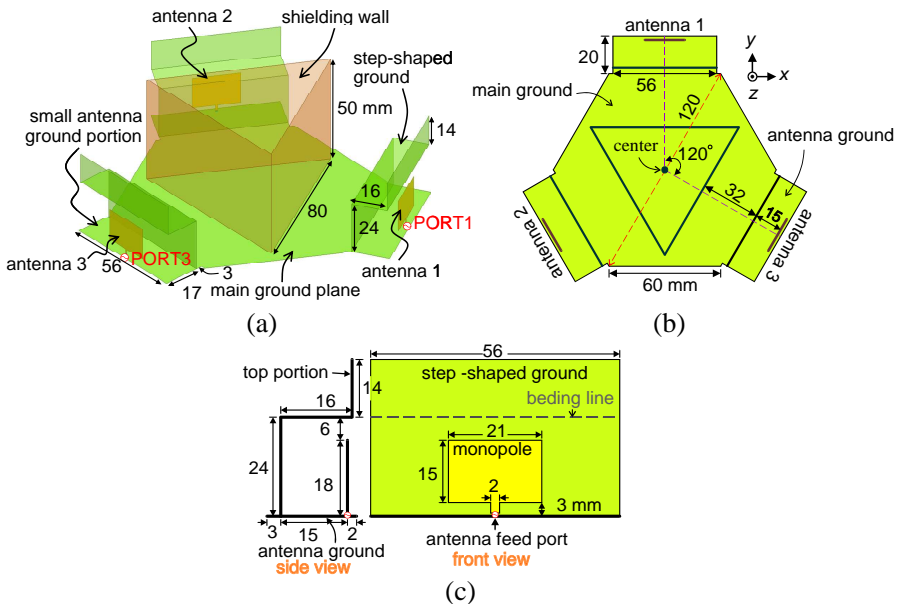 antenna 2
shielding wall
step-shaped
ground
50 mm
small antenna
ground portion
14
16
80
24
PORT1
antenna 3
PORT3
56
3
antenna 1
17
main ground plane
(a)
antenna 1
20
56
y
x
z
main ground
120
antenna ground
center
120°
32
15
antenna 2
antenna 3
60 mm
(b)
56
top portion
14
step -shaped ground
16
beding line
6
21
monopole
24
15
18
2
3 mm
3
15
2
antenna ground
antenna feed port
side view
front view
(c)